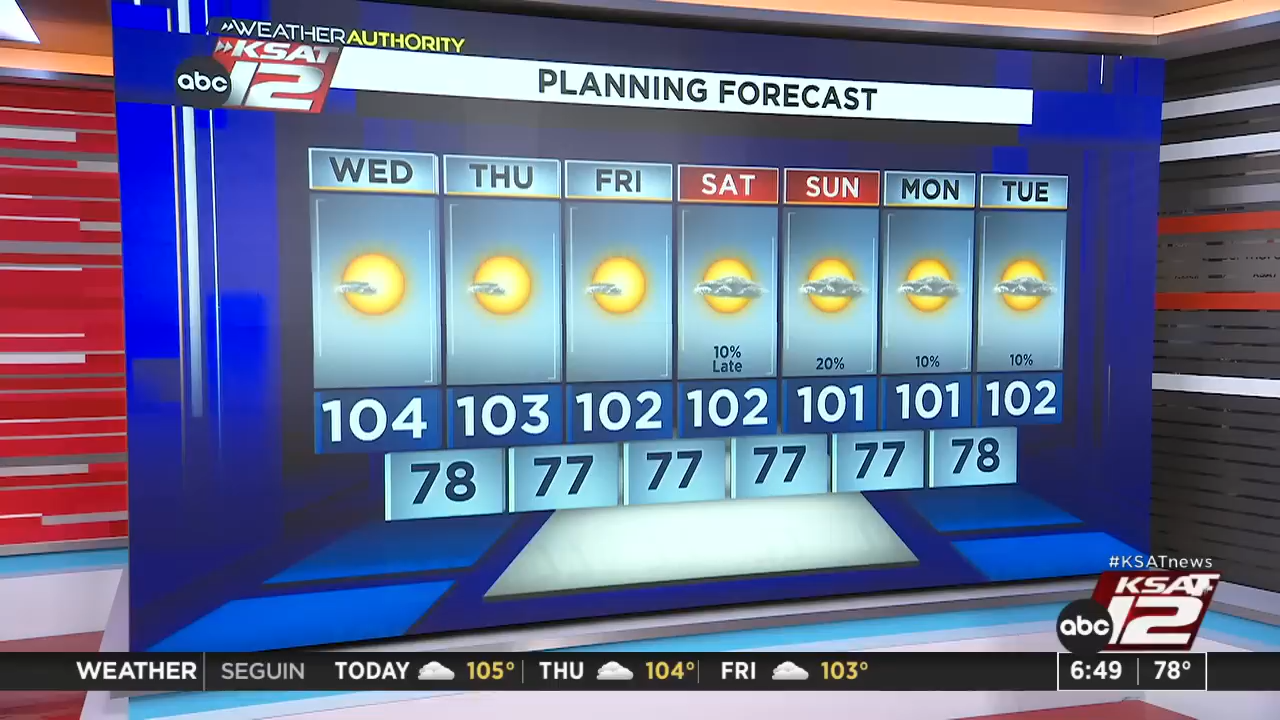 WEATHERAUTHORITY
KSAT
abc 12
PLANNING FORECAST
WED THU FRI SAT SUN MON TUE
10% Late 20% 10% 10%
104 103 102 102 101 101 102
78 77 77 77 77 78
#KSATnews
KSAT
abc 12
WEATHER SEGUIN TODAY 105° THU 104° FRI 103° 6:49 78°